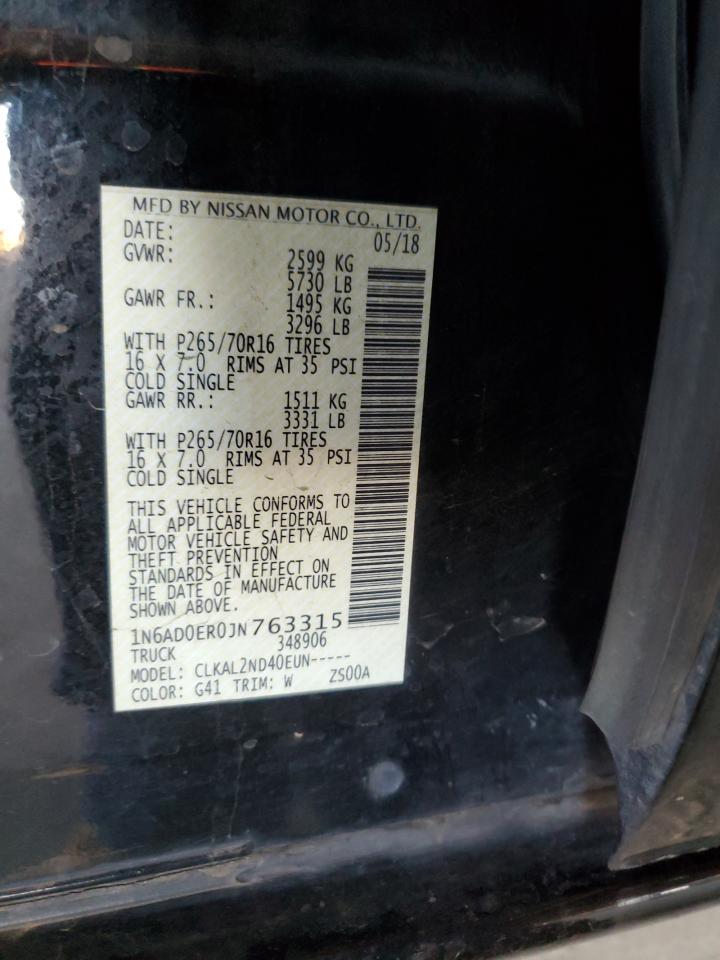 MFD BY NISSAN MOTOR CO., LTD.
DATE: 05/18
GVWR: 2599 KG
5730 LB
GAWR FR.: 1495 KG
3296 LB
WITH P265/70R16 TIRES
16 X 7.0 RIMS AT 35 PSI
COLD SINGLE
GAWR RR.: 1511 KG
3331 LB
WITH P265/70R16 TIRES
16 X 7.0 RIMS AT 35 PSI
COLD SINGLE
THIS VEHICLE CONFORMS TO
ALL APPLICABLE FEDERAL
MOTOR VEHICLE SAFETY AND
THEFT PREVENTION
STANDARDS IN EFFECT ON
THE DATE OF MANUFACTURE
SHOWN ABOVE.
1N6AD0ER0JN763315
TRUCK 348906
MODEL: CLKAL2ND40EUN-----
COLOR: G41 TRIM: W ZS00A